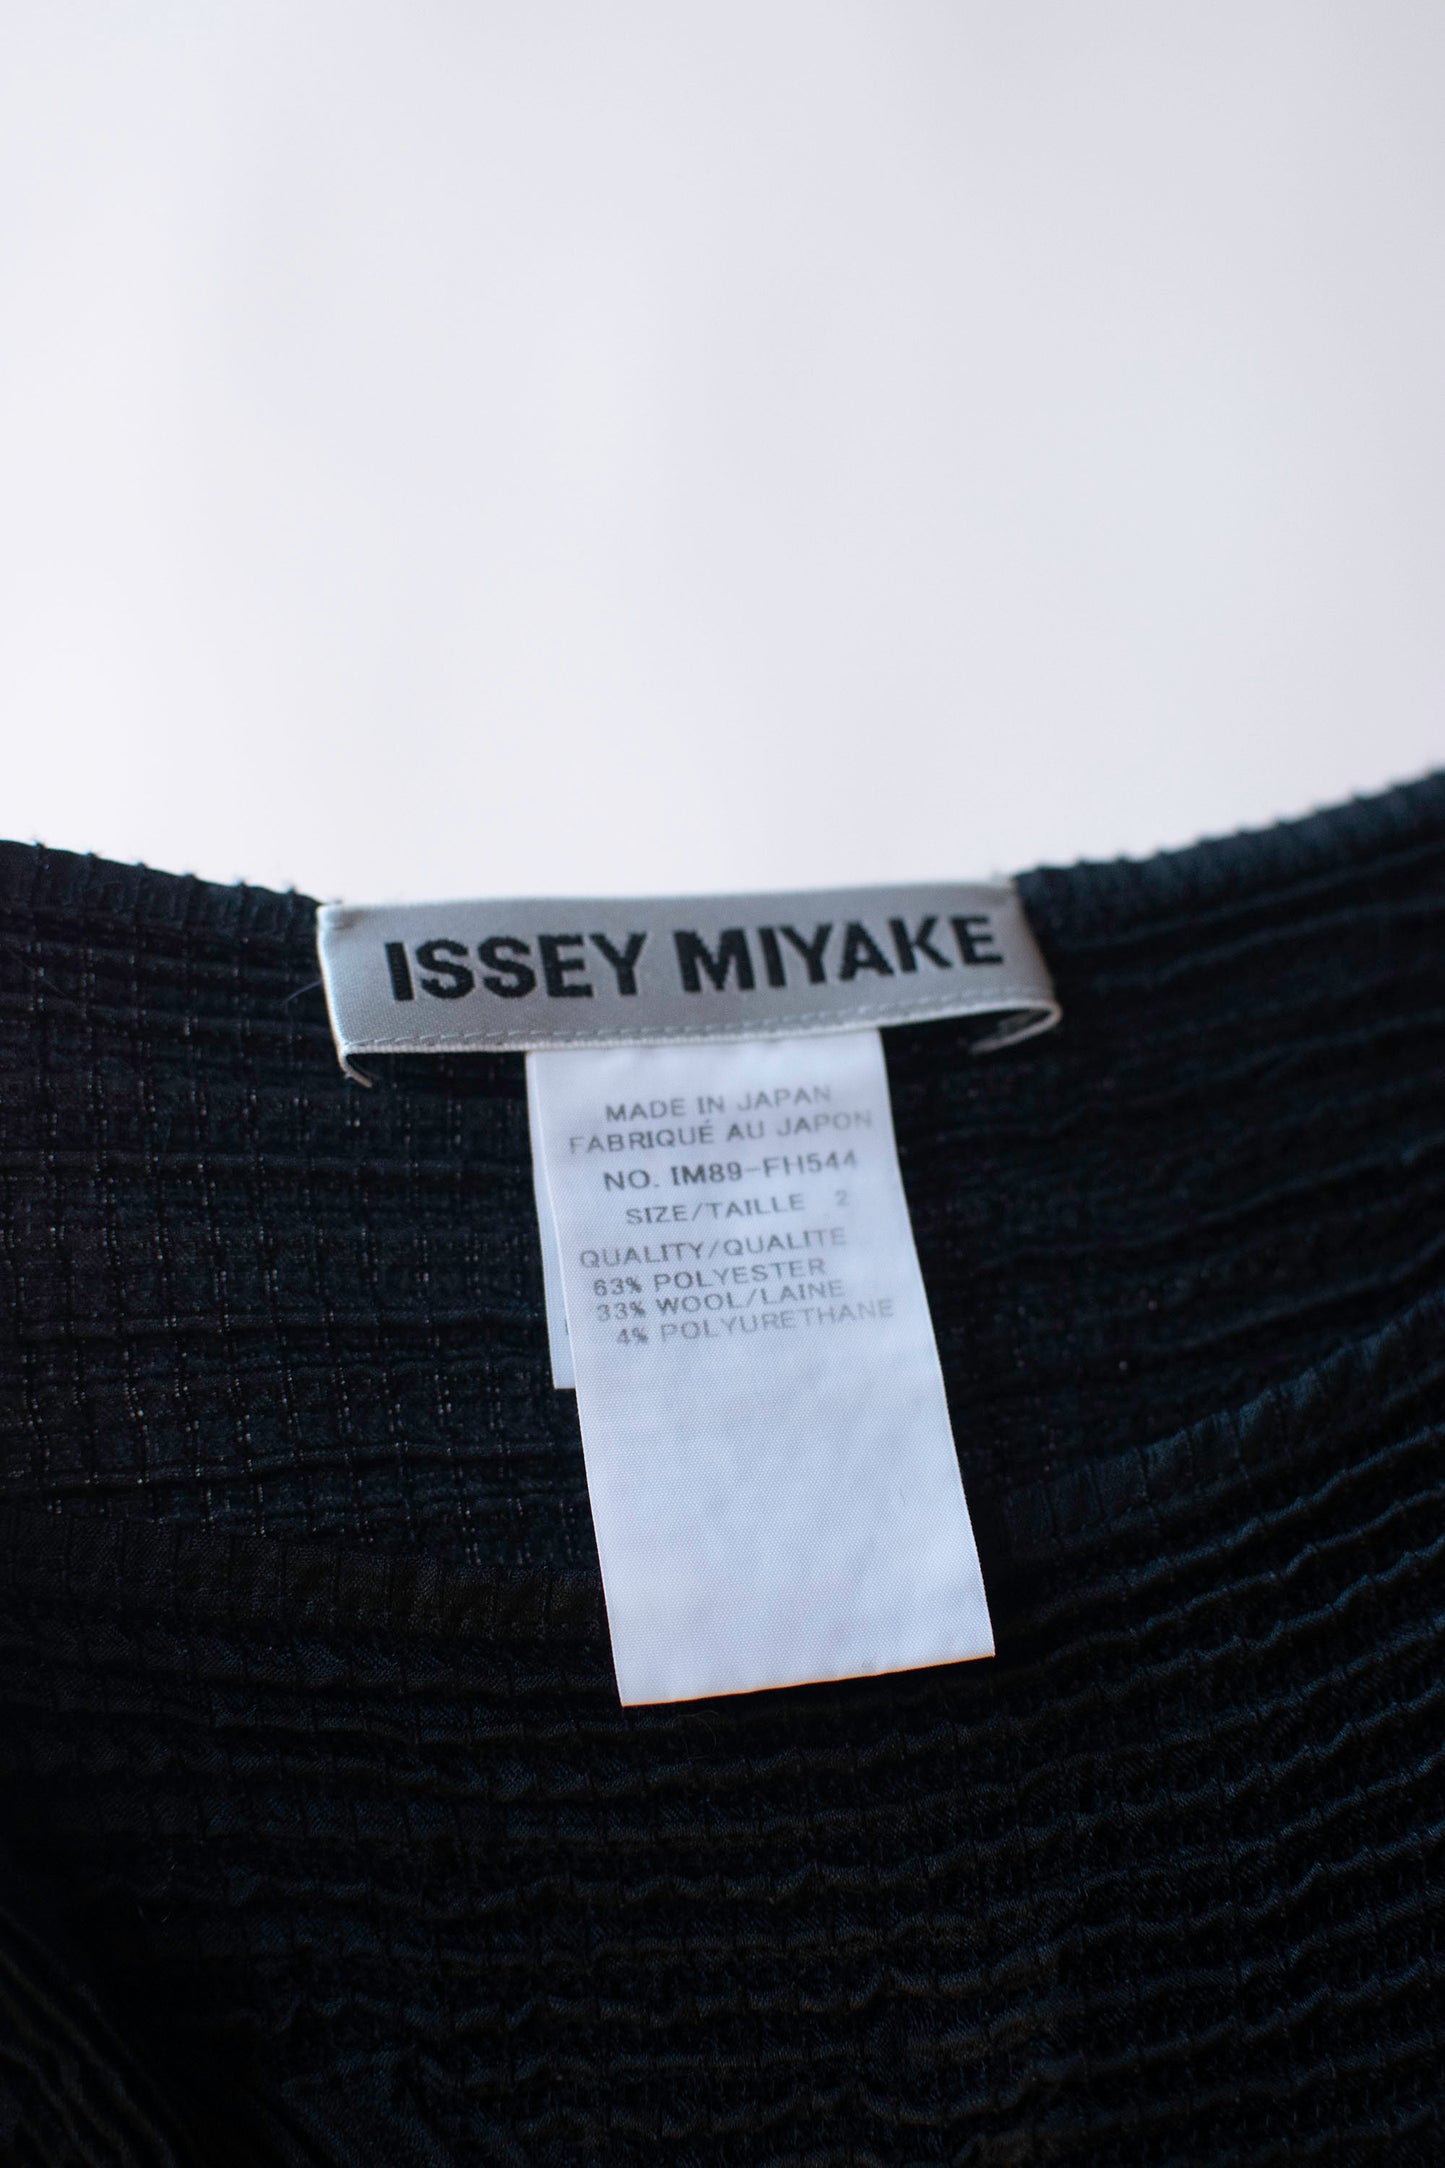 ISSEY MIYAKE
MADE IN JAPAN
FABRIQUÉ AU JAPON
NO. IM89-FH544
SIZE/TAILLE 2
QUALITY/QUALITE
63% POLYESTER
33% WOOL/LAINE
4% POLYURETHANE